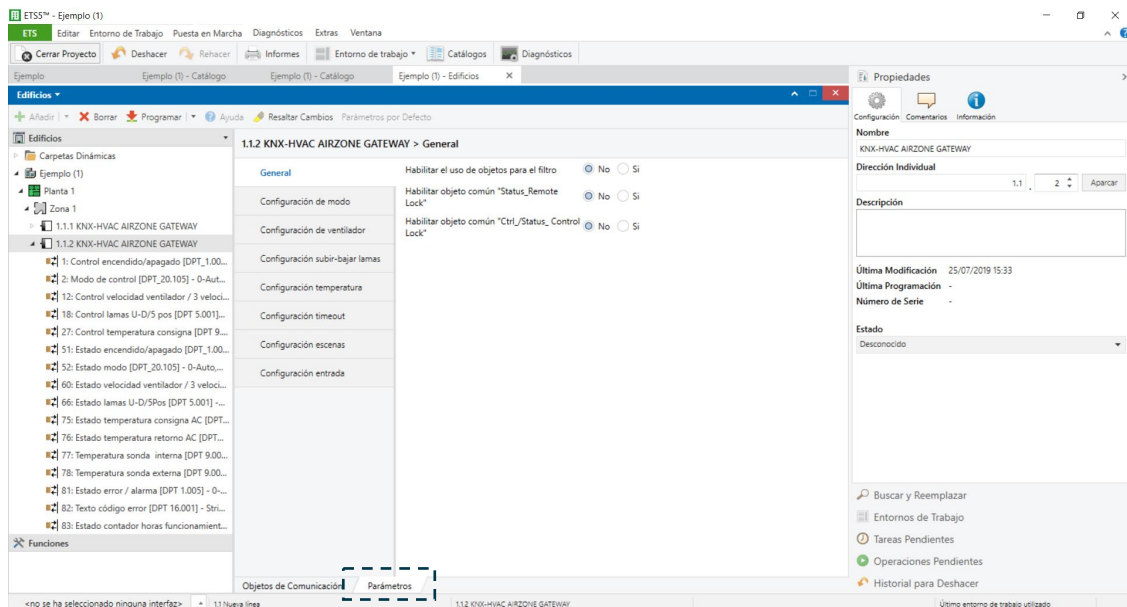 ETS5™ - Ejemplo (1)
ETS Editar Entorno de Trabajo Puesta en Marcha Diagnósticos Extras Ventana
Cerrar Proyecto Deshacer Rehacer Informes Entorno de trabajo Catálogos Diagnósticos
Ejemplo Ejemplo (1) - Catálogo Ejemplo (1) - Catálogo Ejemplo (1) - Edificios
Edificios
Añadir Borrar Programar Ayuda Resaltar Cambios Parámetros por Defecto
Edificios
Carpetas Dinámicas
Ejemplo (1)
Planta 1
Zona 1
1.1.1 KNX-HVAC AIRZONE GATEWAY
1.1.2 KNX-HVAC AIRZONE GATEWAY
1: Control encendido/apagado [DPT_1.00...
2: Modo de control [DPT_20.105] - 0-Aut...
12: Control velocidad ventilador / 3 veloci...
18: Control lamas U-D/5 pos [DPT 5.001]...
27: Control temperatura consigna [DPT 9....
51: Estado encendido/apagado [DPT_1.00...
52: Estado modo [DPT_20.105] - 0-Auto,...
60: Estado velocidad ventilador / 3 veloci...
66: Estado lamas U-D/5Pos [DPT 5.001] -...
75: Estado temperatura consigna AC [DPT...
76: Estado temperatura retorno AC [DPT...
77: Temperatura sonda interna [DPT 9.00...
78: Temperatura sonda externa [DPT 9.00...
81: Estado error / alarma [DPT 1.005] - 0-...
82: Texto código error [DPT 16.001] - Stri...
83: Estado contador horas funcionamient...
Funciones
1.1.2 KNX-HVAC AIRZONE GATEWAY > General
General
Configuración de modo
Configuración de ventilador
Configuración subir-bajar lamas
Configuración temperatura
Configuración timeout
Configuración escenas
Configuración entrada
Habilitar el uso de objetos para el filtro No Si
Habilitar objeto común "Status_Remote
Lock" No Si
Habilitar objeto común "Ctrl_/Status_ Control
Lock" No Si
Objetos de Comunicación Parámetros
Propiedades
Configuración Comentarios Información
Nombre
KNX-HVAC AIRZONE GATEWAY
Dirección Individual
1.1 . 2 Aparcar
Descripción
Última Modificación 25/07/2019 15:33
Última Programación -
Número de Serie -
Estado
Desconocido
Buscar y Reemplazar
Entornos de Trabajo
Tareas Pendientes
Operaciones Pendientes
Historial para Deshacer
<no se ha seleccionado ninguna interfaz> 1.1 Nueva línea 1.1.2 KNX-HVAC AIRZONE GATEWAY Último entorno de trabajo utilizado